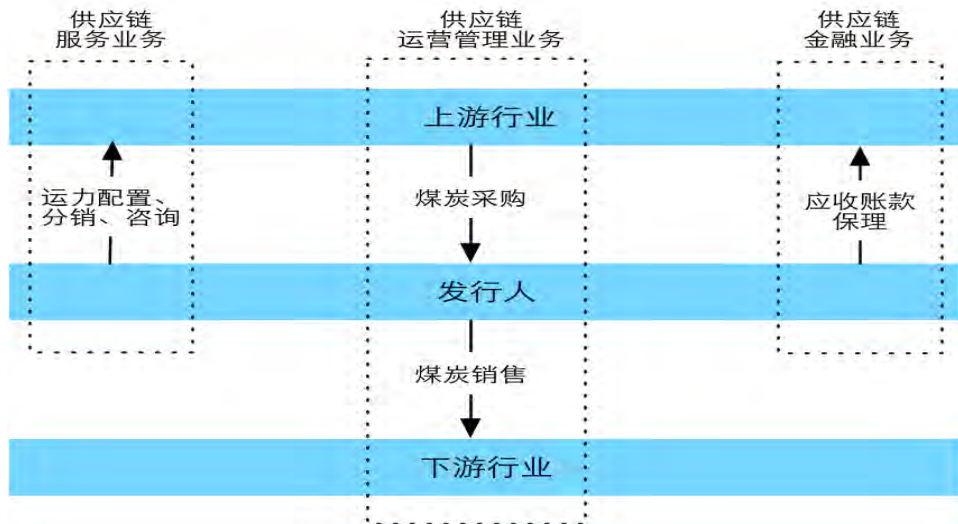 供应链
服务业务
供应链
运营管理业务
供应链
金融业务
上游行业
运力配置、
分销、咨询
煤炭采购
应收账款
保理
发行人
煤炭销售
下游行业